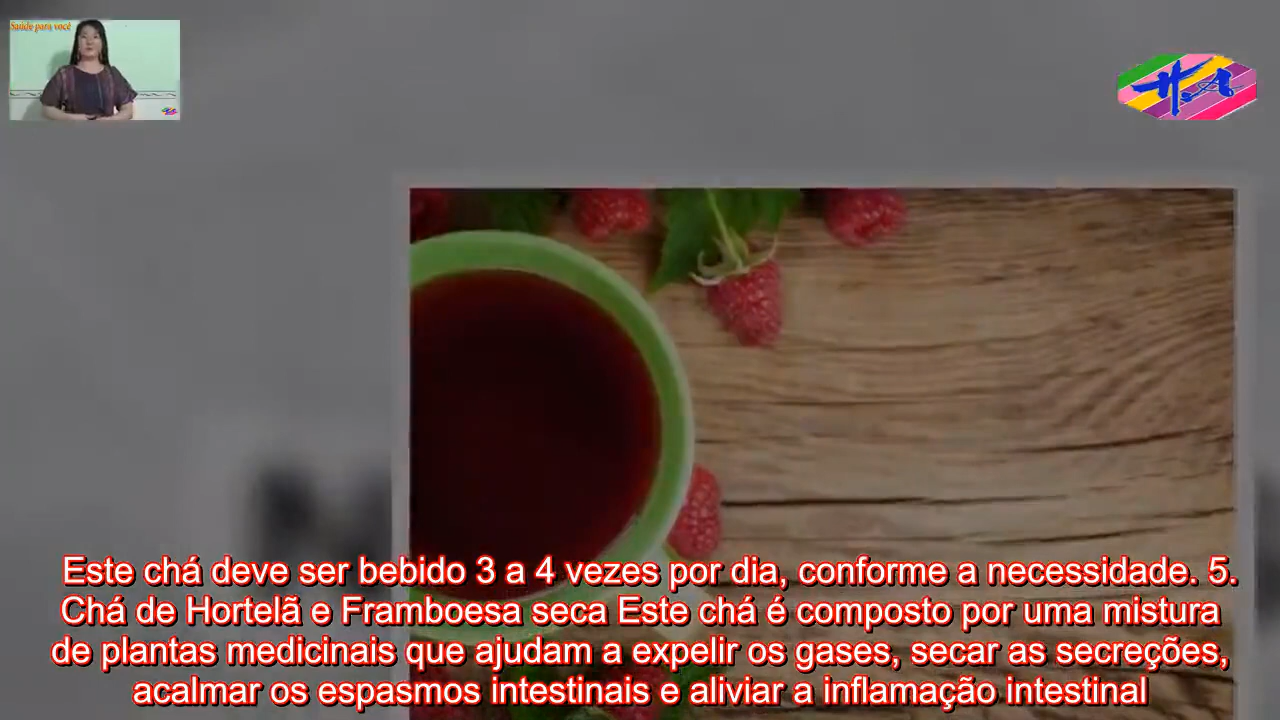 Saúde para você
HA
Este chá deve ser bebido 3 a 4 vezes por dia, conforme a necessidade. 5.
Chá de Hortelã e Framboesa seca Este chá é composto por uma mistura
de plantas medicinais que ajudam a expelir os gases, secar as secreções,
acalmar os espasmos intestinais e aliviar a inflamação intestinal